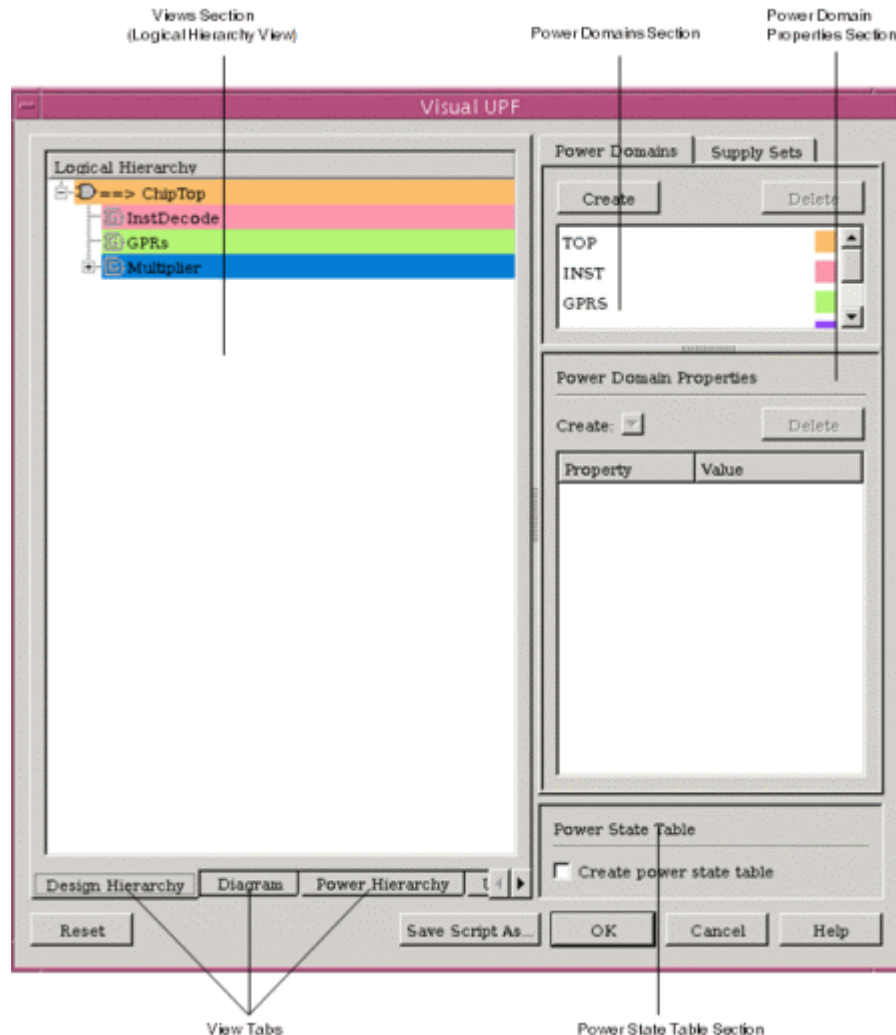 Views Section
(Logical Hierarchy View)
Power Domains Section
Power Domain
Properties Section
Visual UPF
Logical Hierarchy
==> ChipTop
InstDecode
GPRs
Multiplier
Power Domains
Supply Sets
Create
Delete
TOP
INST
GPRS
Power Domain Properties
Create:
Delete
Property
Value
Power State Table
Create power state table
Design Hierarchy
Diagram
Power Hierarchy
Reset
Save Script As...
OK
Cancel
Help
View Tabs
Power State Table Section